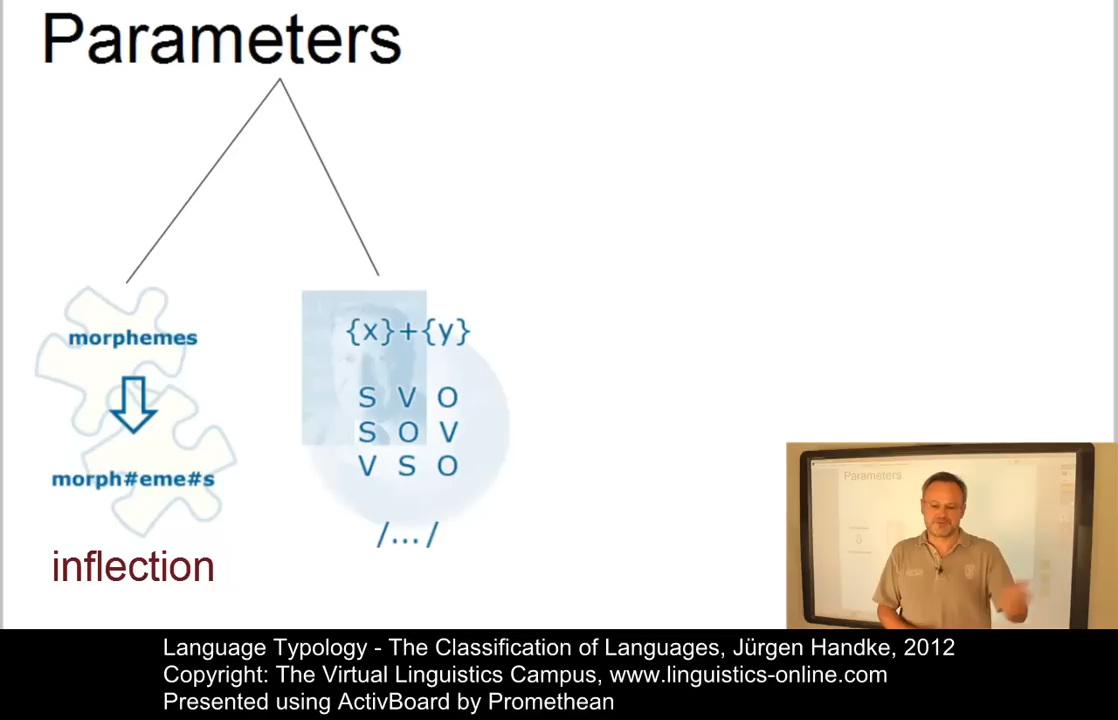 Parameters
morphemes
morph#eme#s
inflection
{x}+{y}
S V O
S O V
V S O
/.../
Parameters
Language Typology - The Classification of Languages, Jürgen Handke, 2012
Copyright: The Virtual Linguistics Campus, www.linguistics-online.com
Presented using ActivBoard by Promethean